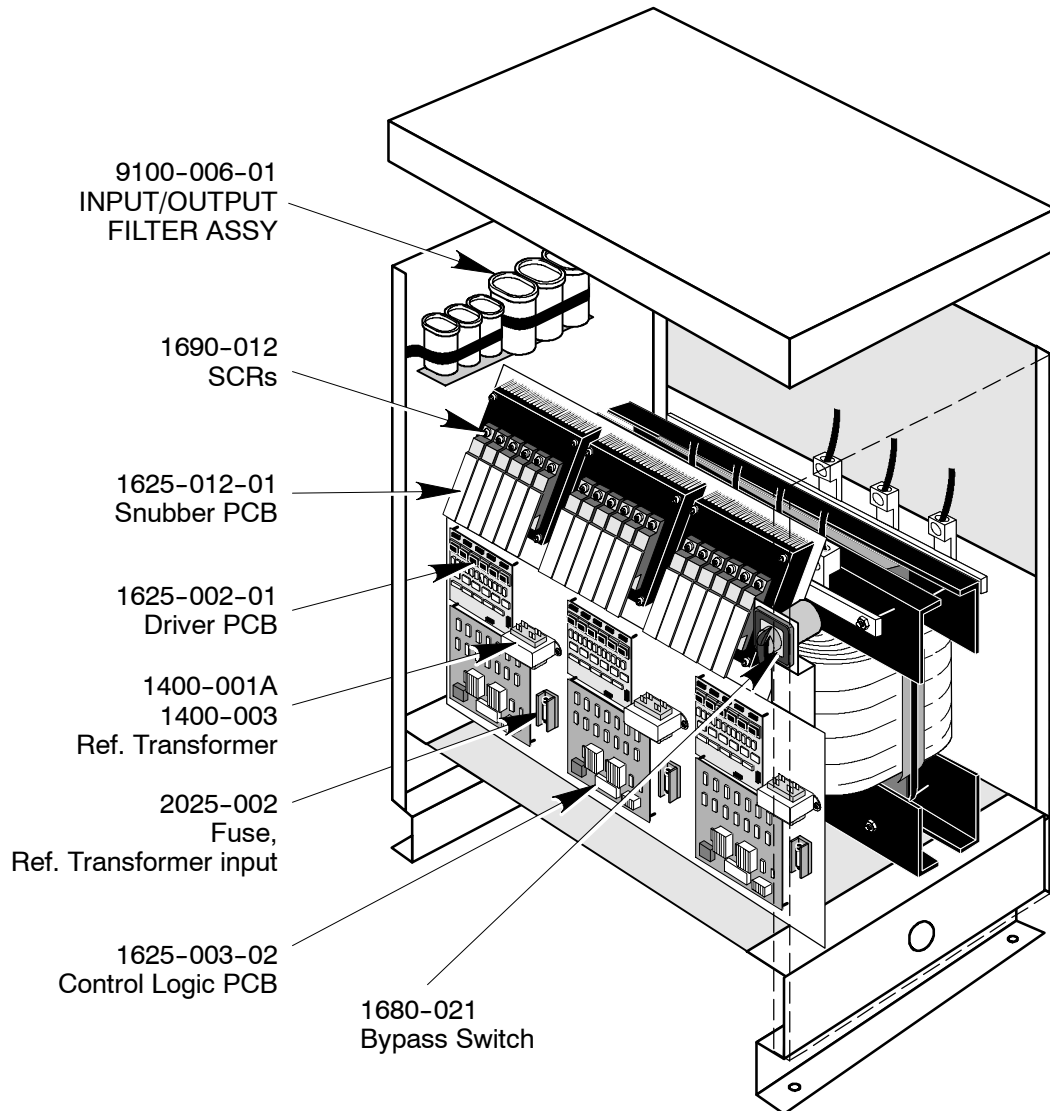 9100-006-01
INPUT/OUTPUT
FILTER ASSY
1690-012
SCRs
1625-012-01
Snubber PCB
1625-002-01
Driver PCB
1400-001A
1400-003
Ref. Transformer
2025-002
Fuse,
Ref. Transformer input
1625-003-02
Control Logic PCB
1680-021
Bypass Switch